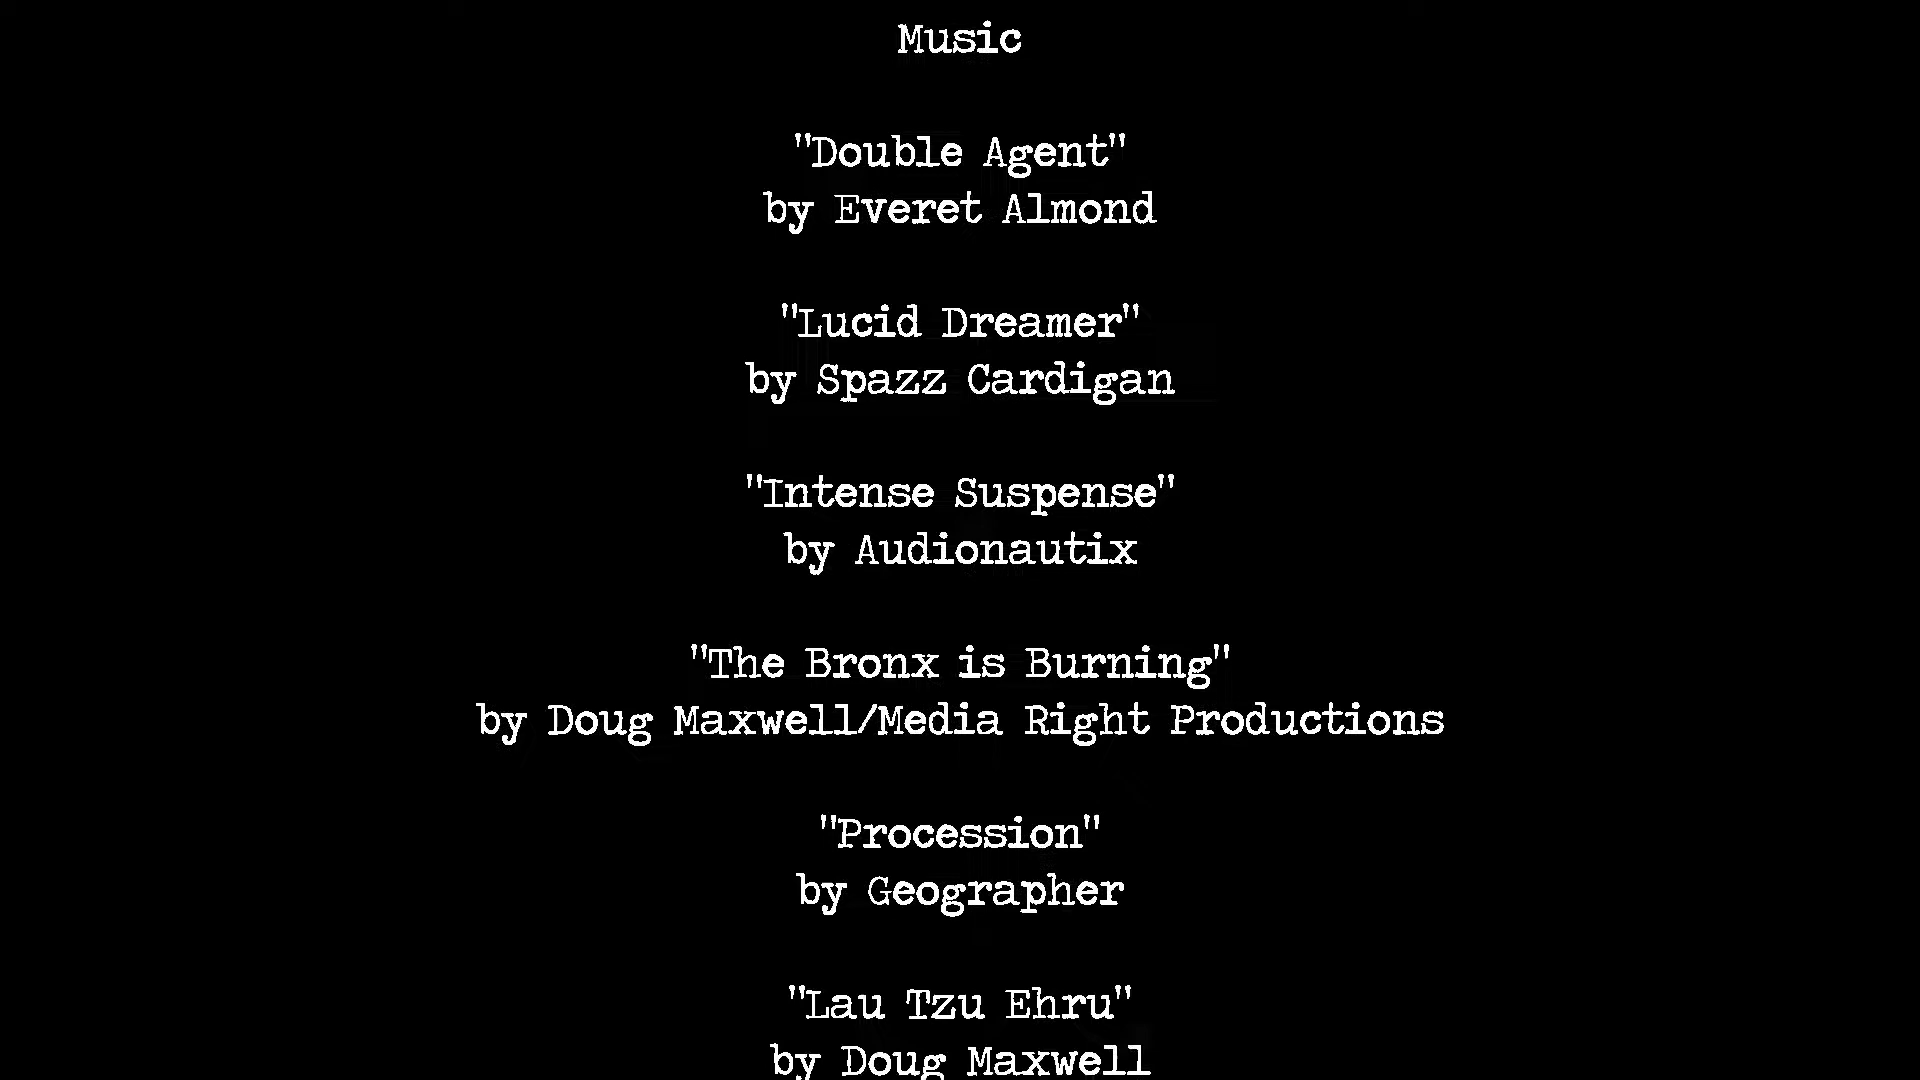 Music
"Double Agent"
by Everet Almond
"Lucid Dreamer"
by Spazz Cardigan
"Intense Suspense"
by Audionautix
"The Bronx is Burning"
by Doug Maxwell/Media Right Productions
"Procession"
by Geographer
"Lau Tzu Ehru"
by Doug Maxwell